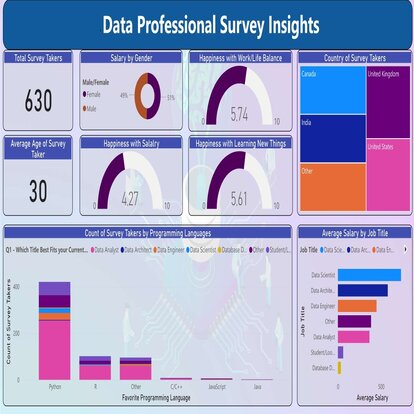 Data Professional Survey Insights
Total Survey Takers
630
Salary by Gender
Male/Female
Female
Male
49%
51%
Happiness with Work/Life Balance
5.74
0
10
Country of Survey Takers
Canada
United Kingdom
India
United States
Other
Average Age of Survey
Taker
30
Happiness with Salalry
4.27
0
10
Happiness with Learning New Things
5.61
0
10
Count of Survey Takers by Programming Languages
Q1 - Which Title Best Fits your Current... Data Analyst Data Architect Data Engineer Data Scientist Database D... Other Student/L...
Count of Survey Takers
400
200
0
Python R Other C/C++ JavaScript Java
Favorite Programming Language
Average Salary by Job Title
Job Title Data Scie... Data Arc... Data En...
Job Title
Data Scientist
Data Archite...
Data Engineer
Other
Data Analyst
Student/Loo...
Database D...
0 500
Average Salary